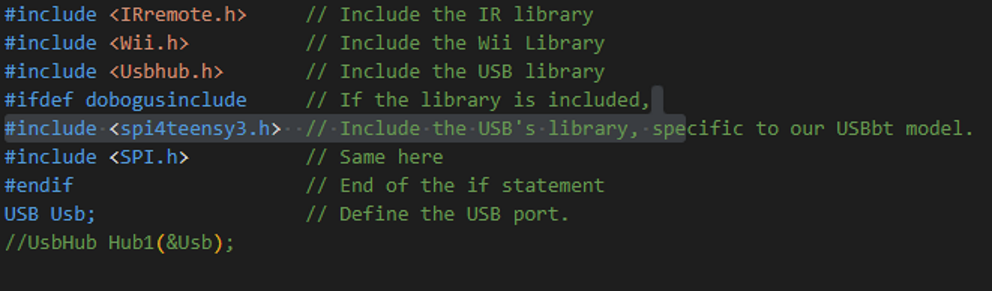 #include <IRremote.h> // Include the IR library
#include <Wii.h> // Include the Wii Library
#include <Usbhub.h> // Include the USB library
#ifdef dobogusinclude // If the library is included,
#include <spi4teensy3.h> // Include the USB's library, specific to our USBbt model.
#include <SPI.h> // Same here
#endif // End of the if statement
USB Usb; // Define the USB port.
//UsbHub Hub1(&Usb);